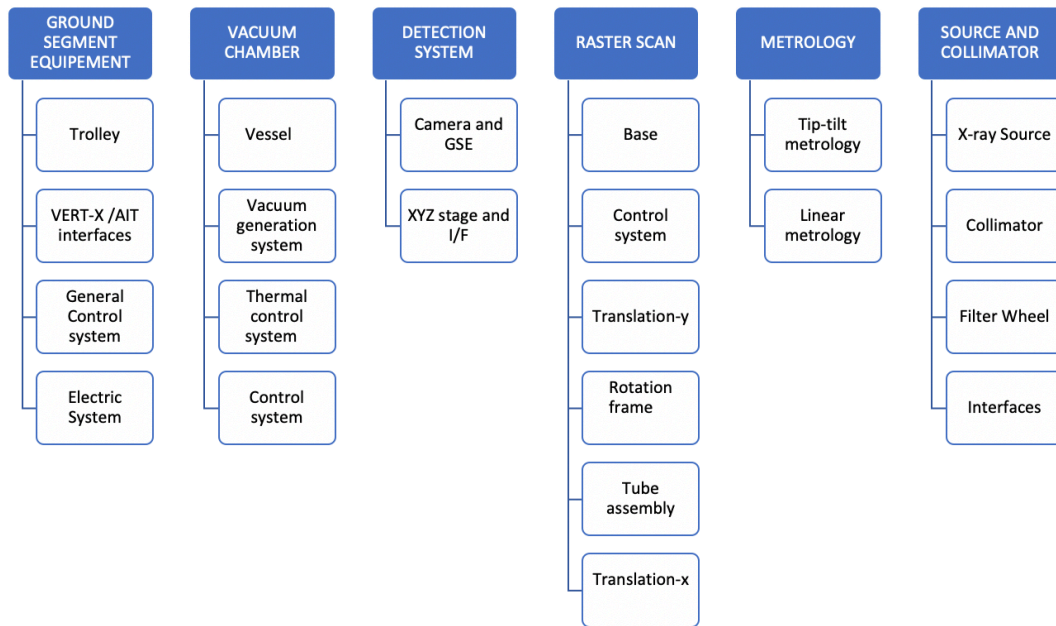 GROUND
SEGMENT
EQUIPEMENT
Trolley
VERT-X /AIT
interfaces
General
Control
system
Electric
System
VACUUM
CHAMBER
Vessel
Vacuum
generation
system
Thermal
control
system
Control
system
DETECTION
SYSTEM
Camera and
GSE
XYZ stage and
I/F
RASTER SCAN
Base
Control
system
Translation-y
Rotation
frame
Tube
assembly
Translation-x
METROLOGY
Tip-tilt
metrology
Linear
metrology
SOURCE AND
COLLIMATOR
X-ray Source
Collimator
Filter Wheel
Interfaces